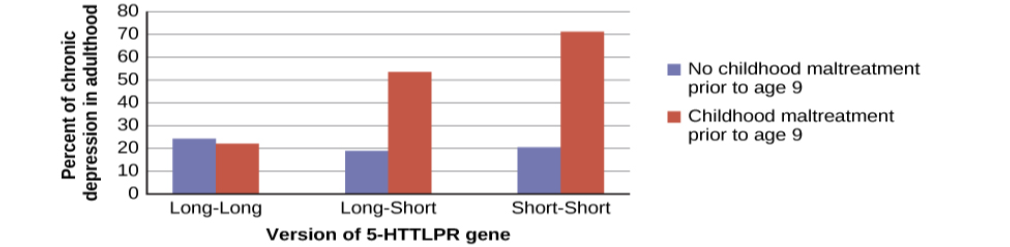 Percent of chronic
depression in adulthood
80
70
60
50
40
30
20
10
0
Long-Long
Long-Short
Short-Short
Version of 5-HTTLPR gene
No childhood maltreatment
prior to age 9
Childhood maltreatment
prior to age 9